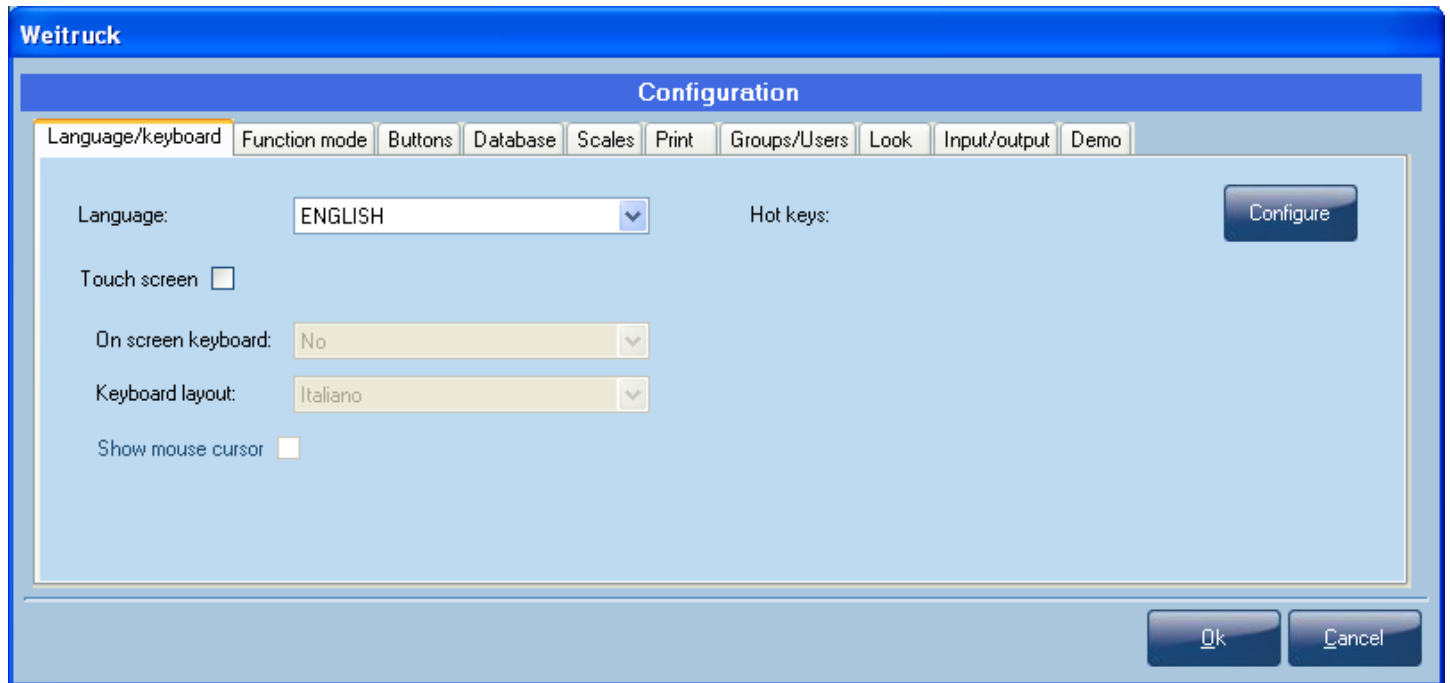 Weitruck
Configuration
Language/keyboard Function mode Buttons Database Scales Print Groups/Users Look Input/output Demo
Language: ENGLISH Hot keys: Configure
Touch screen
On screen keyboard: No
Keyboard layout: Italiano
Show mouse cursor
Ok Cancel